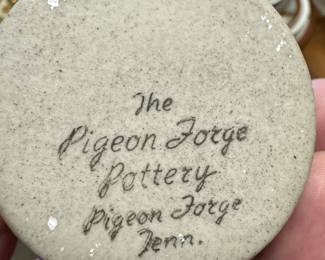 The
Pigeon Forge
Pottery
Pigeon Forge
Tenn.